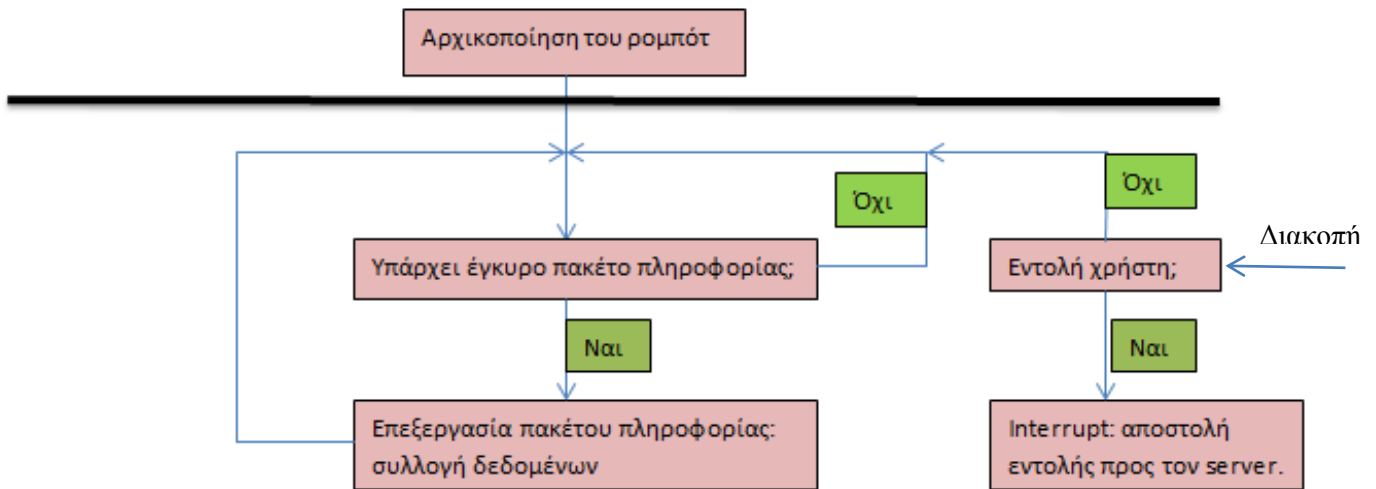 Αρχικοποίηση του ρομπότ
Όχι
Όχι
Διακοπή
Υπάρχει έγκυρο πακέτο πληροφορίας;
Εντολή χρήστη;
Ναι
Ναι
Επεξεργασία πακέτου πληροφορίας:
συλλογή δεδομένων
Interrupt: αποστολή
εντολής προς τον server.